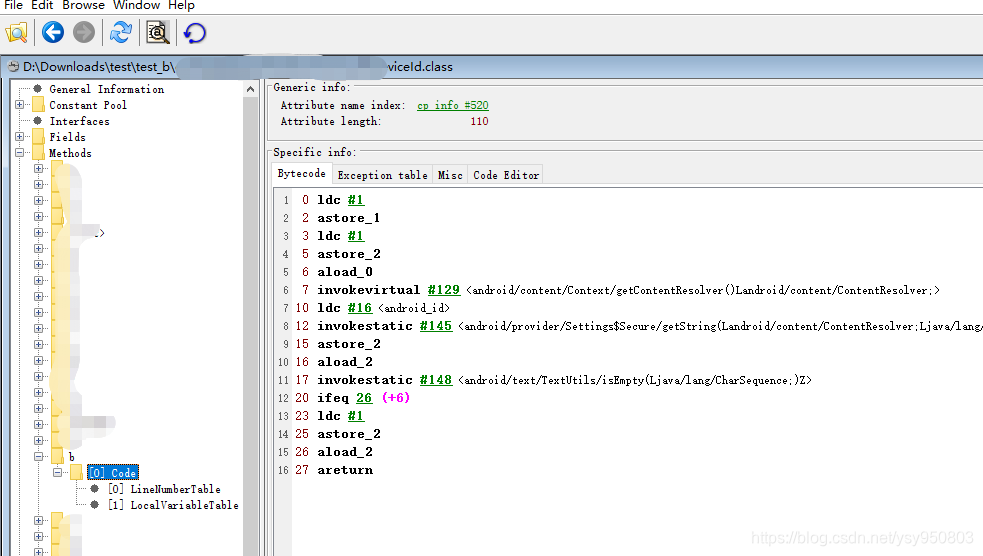 File Edit Browse Window Help
D:\Downloads\test\test_b\ viceId.class
General Information
Constant Pool
Interfaces
Fields
Methods
>
b
[0] Code
[0] LineNumberTable
[1] LocalVariableTable
Generic info:
Attribute name index: cp info #520
Attribute length: 110
Specific info:
Bytecode Exception table Misc Code Editor
1 0 ldc #1
2 2 astore_1
3 3 ldc #1
4 5 astore_2
5 6 aload_0
6 7 invokevirtual #129 <android/content/Context/getContentResolver()Landroid/content/ContentResolver;>
7 10 ldc #16 <android_id>
8 12 invokestatic #145 <android/provider/Settings$Secure/getString(Landroid/content/ContentResolver;Ljava/lang/
9 15 astore_2
10 16 aload_2
11 17 invokestatic #148 <android/text/TextUtils/isEmpty(Ljava/lang/CharSequence;)Z>
12 20 ifeq 26 (+6)
13 23 ldc #1
14 25 astore_2
15 26 aload_2
16 27 areturn
https://blog.csdn.net/ysy950803